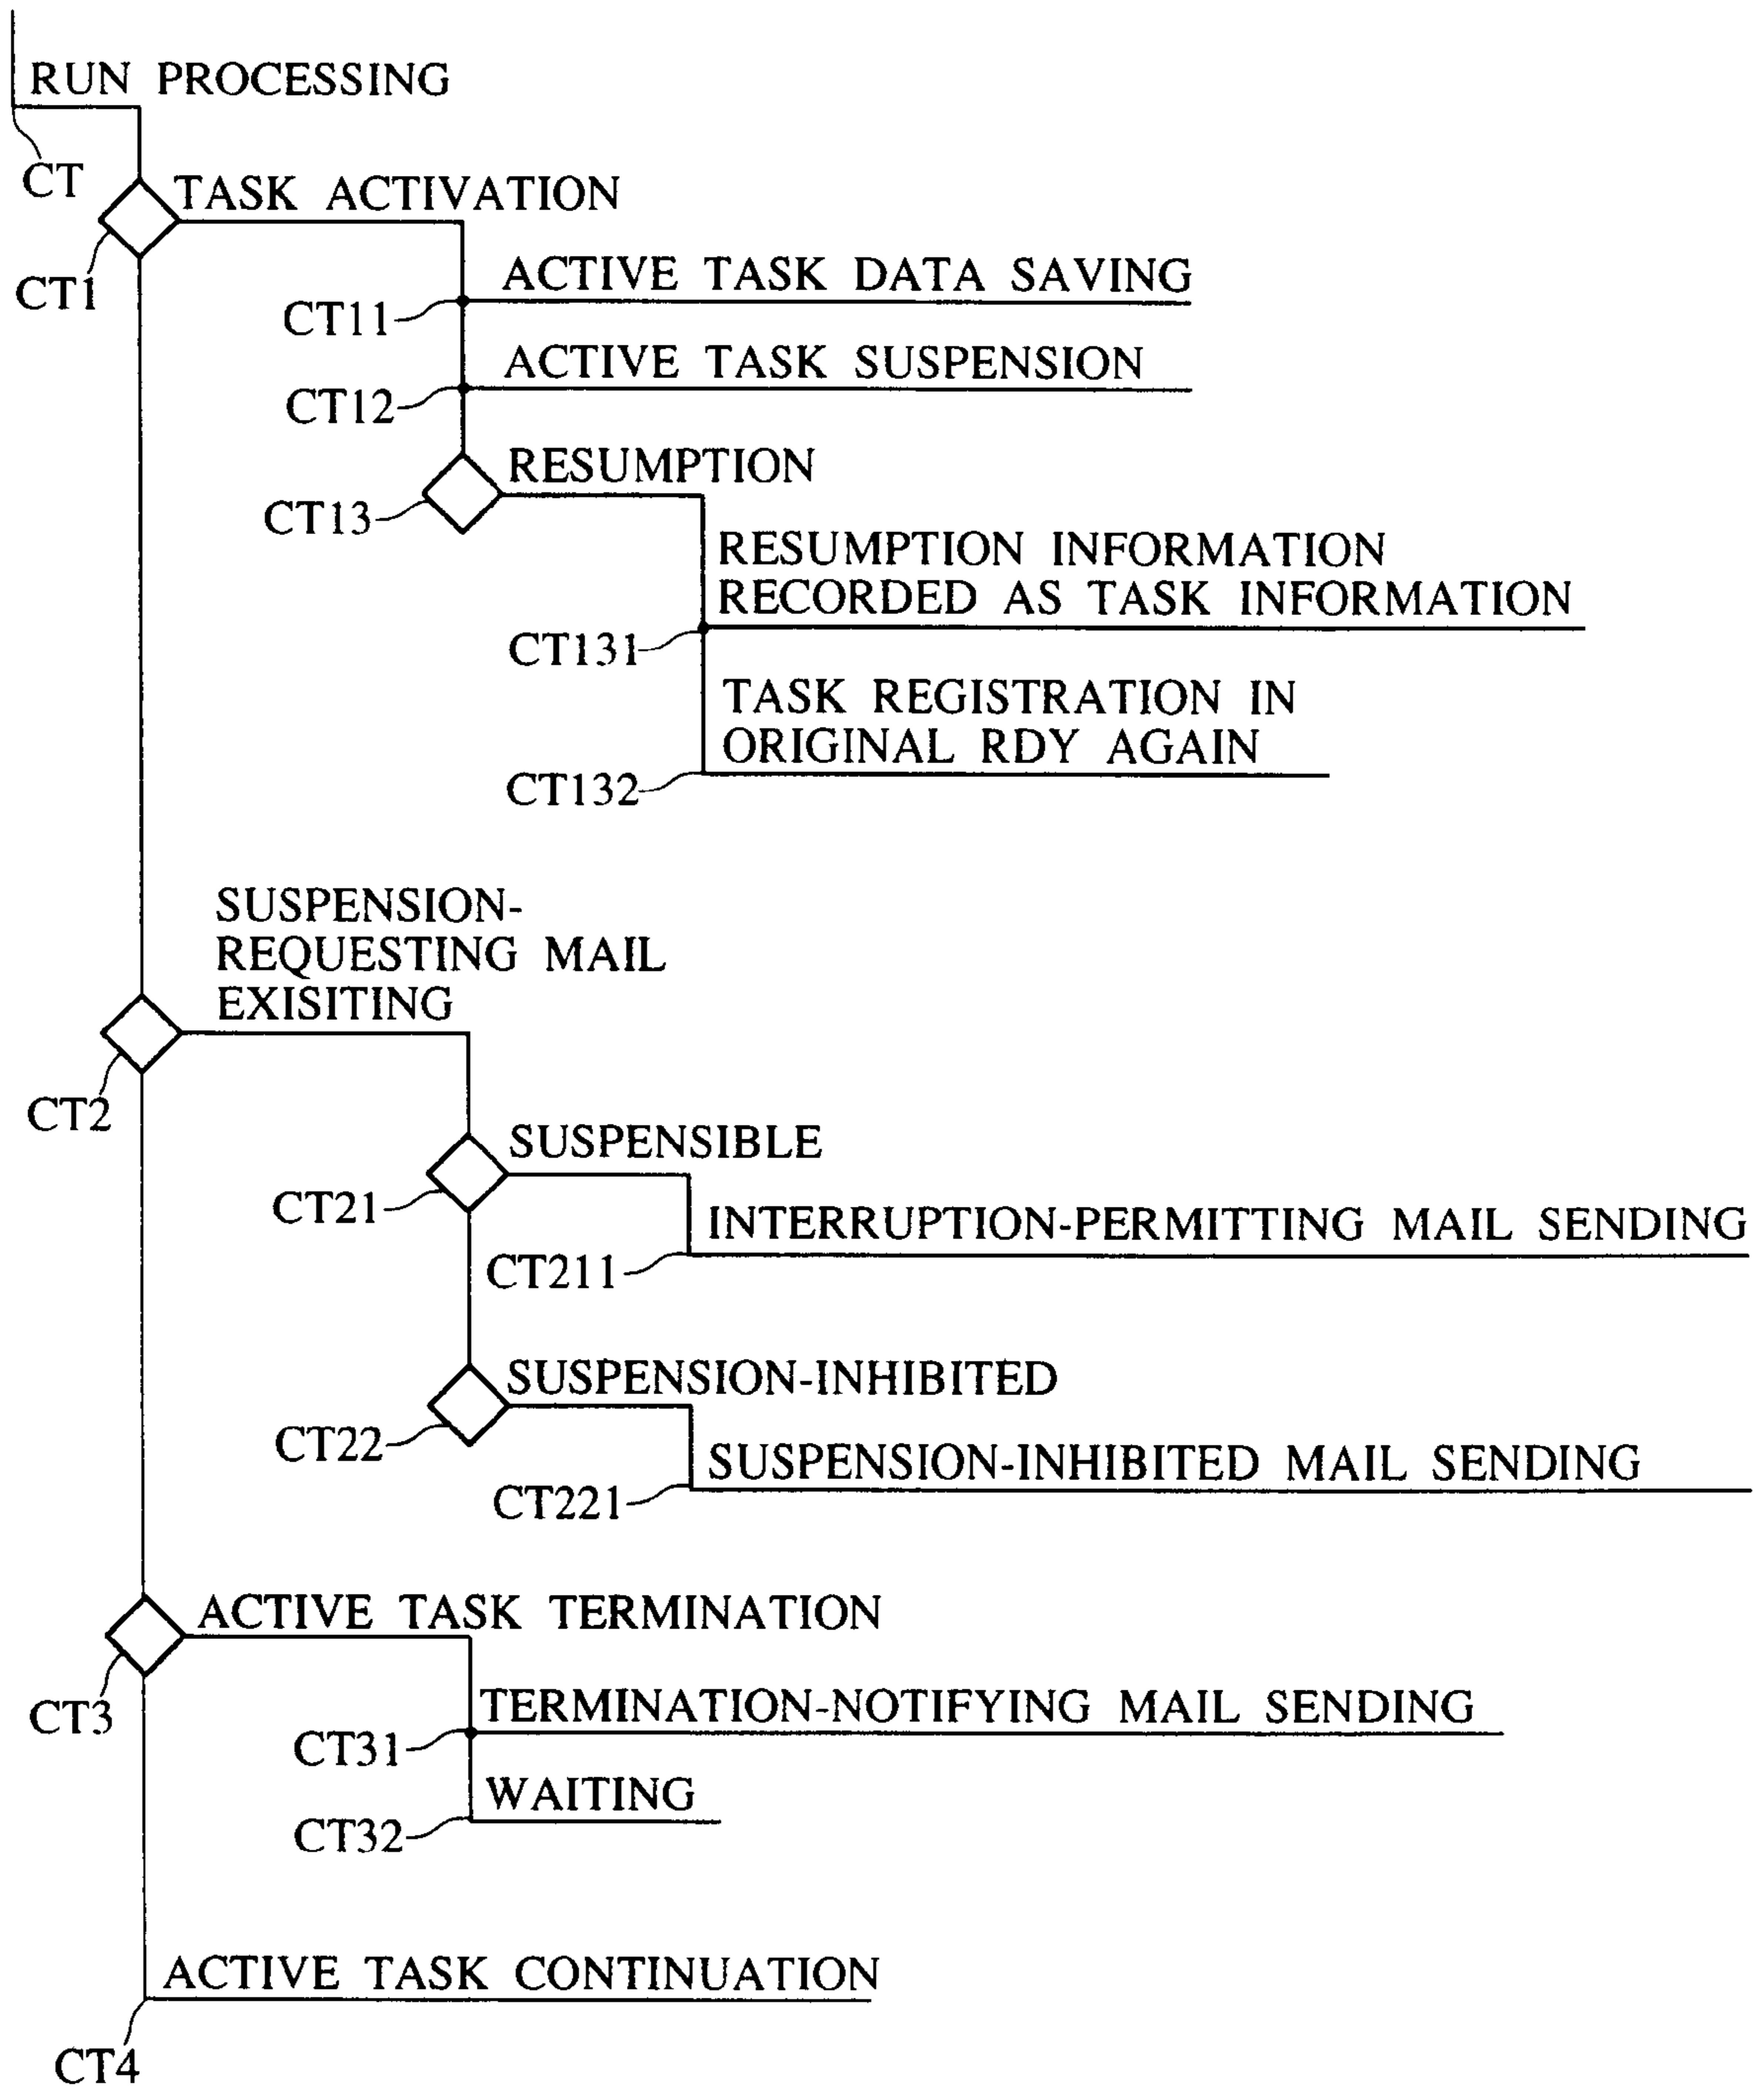 RUN PROCESSING
CT
TASK ACTIVATION
CT1
ACTIVE TASK DATA SAVING
CT11
ACTIVE TASK SUSPENSION
CT12
RESUMPTION
CT13
RESUMPTION INFORMATION
RECORDED AS TASK INFORMATION
CT131
TASK REGISTRATION IN
ORIGINAL RDY AGAIN
CT132
SUSPENSION-
REQUESTING MAIL
EXISITING
CT2
SUSPENSIBLE
CT21
INTERRUPTION-PERMITTING MAIL SENDING
CT211
SUSPENSION-INHIBITED
CT22
SUSPENSION-INHIBITED MAIL SENDING
CT221
ACTIVE TASK TERMINATION
CT3
TERMINATION-NOTIFYING MAIL SENDING
CT31
WAITING
CT32
ACTIVE TASK CONTINUATION
CT4